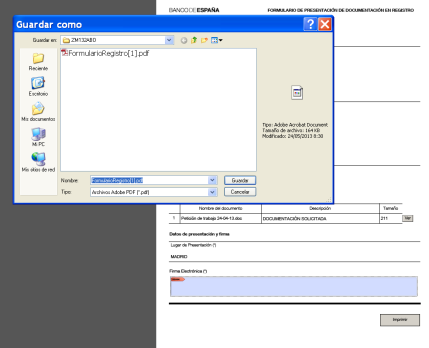 BANCODE ESPAÑA
FORMULARIO DE PRESENTACIÓN DE DOCUMENTACIÓN EN REGISTRO
Guardar como
Guardar en:
ZM132ABD
FormularioRegistro[1].pdf
Reciente
Escritorio
Mis documentos
Mi PC
Mis sitios de red
Tipo: Adobe Acrobat Document
Tamaño de archivo: 164 KB
Modificado: 24/05/2013 8:38
Nombre:
FormularioRegistro[1].pdf
Guardar
Tipo:
Archivos Adobe PDF (*.pdf)
Cancelar
Nombre del documento
Descripción
Tamaño
1
Petición de trabajo 24-04-13.doc
DOCUMENTACIÓN SOLICITADA
211
Ver
Datos de presentación y firma
Lugar de Presentación (*)
MADRID
Firma Electrónica (*)
Imprimir